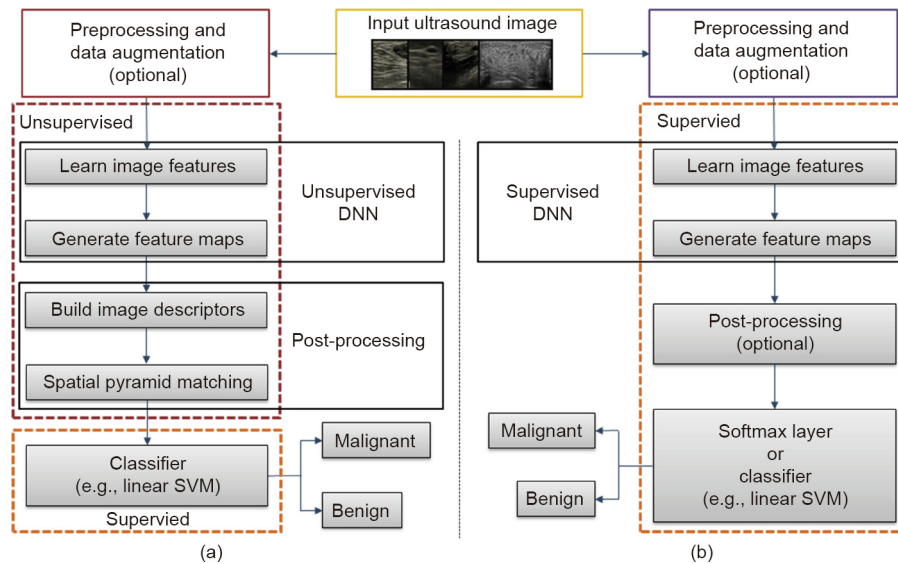 Input ultrasound image
Preprocessing and
data augmentation
(optional)
Unsupervised
Learn image features
Generate feature maps
Unsupervised
DNN
Build image descriptors
Spatial pyramid matching
Post-processing
Classifier
(e.g., linear SVM)
Supervied
Malignant
Benign
(a)
Preprocessing and
data augmentation
(optional)
Supervied
Learn image features
Generate feature maps
Supervised
DNN
Post-processing
(optional)
Softmax layer
or
classifier
(e.g., linear SVM)
Malignant
Benign
(b)